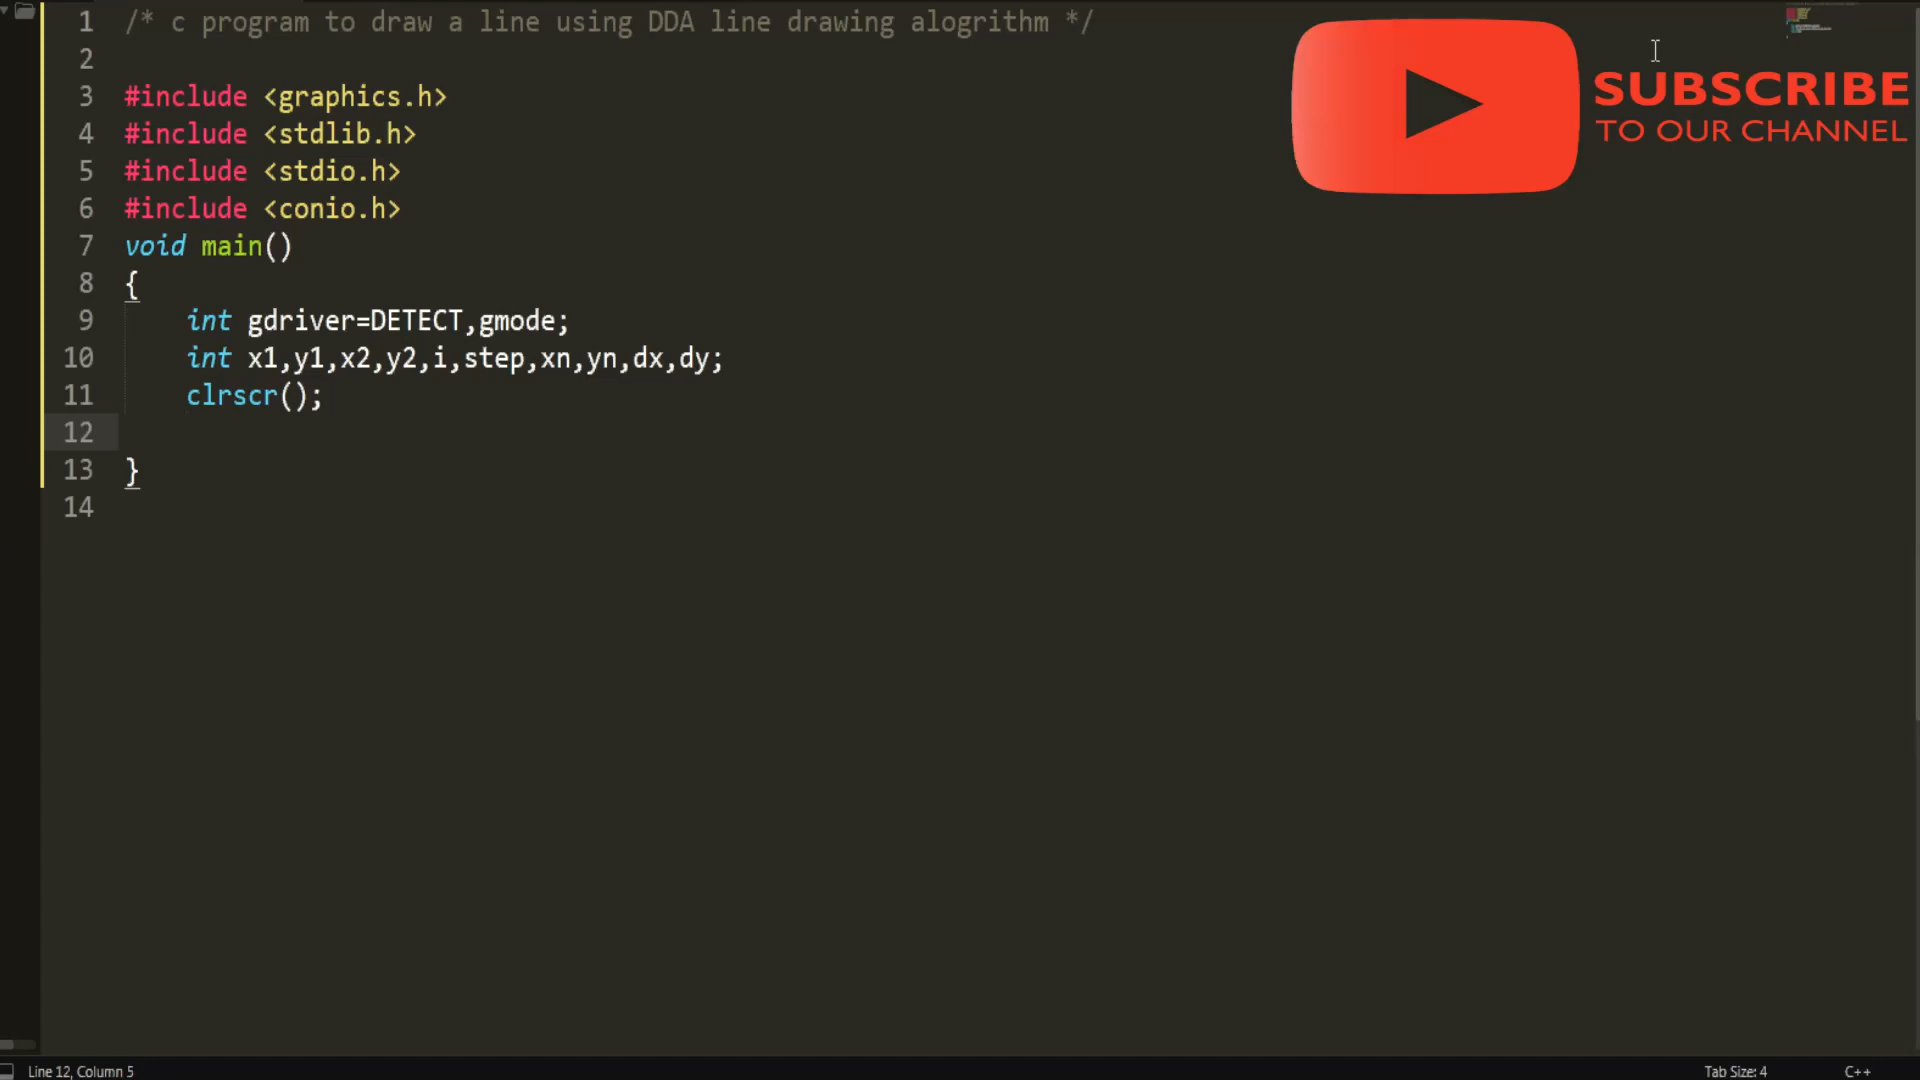 1 /* c program to draw a line using DDA line drawing alogrithm */
2
3 #include <graphics.h>
4 #include <stdlib.h>
5 #include <stdio.h>
6 #include <conio.h>
7 void main()
8 {
9 int gdriver=DETECT,gmode;
10 int x1,y1,x2,y2,i,step,xn,yn,dx,dy;
11 clrscr();
12
13 }
14
SUBSCRIBE
TO OUR CHANNEL
Line 12, Column 5
Tab Size: 4
C++